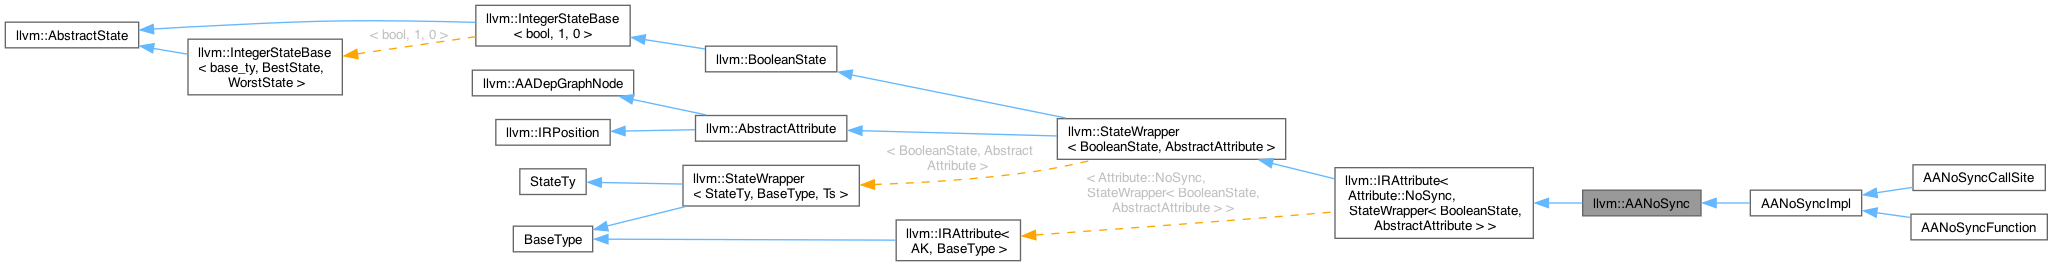 llvm::AbstractState
llvm::IntegerStateBase
< base_ty, BestState,
WorstState >
< bool, 1, 0 >
llvm::IntegerStateBase
< bool, 1, 0 >
llvm::AADepGraphNode
llvm::IRPosition
StateTy
BaseType
llvm::BooleanState
llvm::AbstractAttribute
llvm::StateWrapper
< StateTy, BaseType, Ts >
< BooleanState, Abstract
Attribute >
llvm::IRAttribute<
AK, BaseType >
llvm::StateWrapper
< BooleanState, AbstractAttribute >
< Attribute::NoSync,
StateWrapper< BooleanState,
AbstractAttribute > >
llvm::IRAttribute<
Attribute::NoSync,
StateWrapper< BooleanState,
AbstractAttribute > >
llvm::AANoSync
AANoSyncImpl
AANoSyncCallSite
AANoSyncFunction